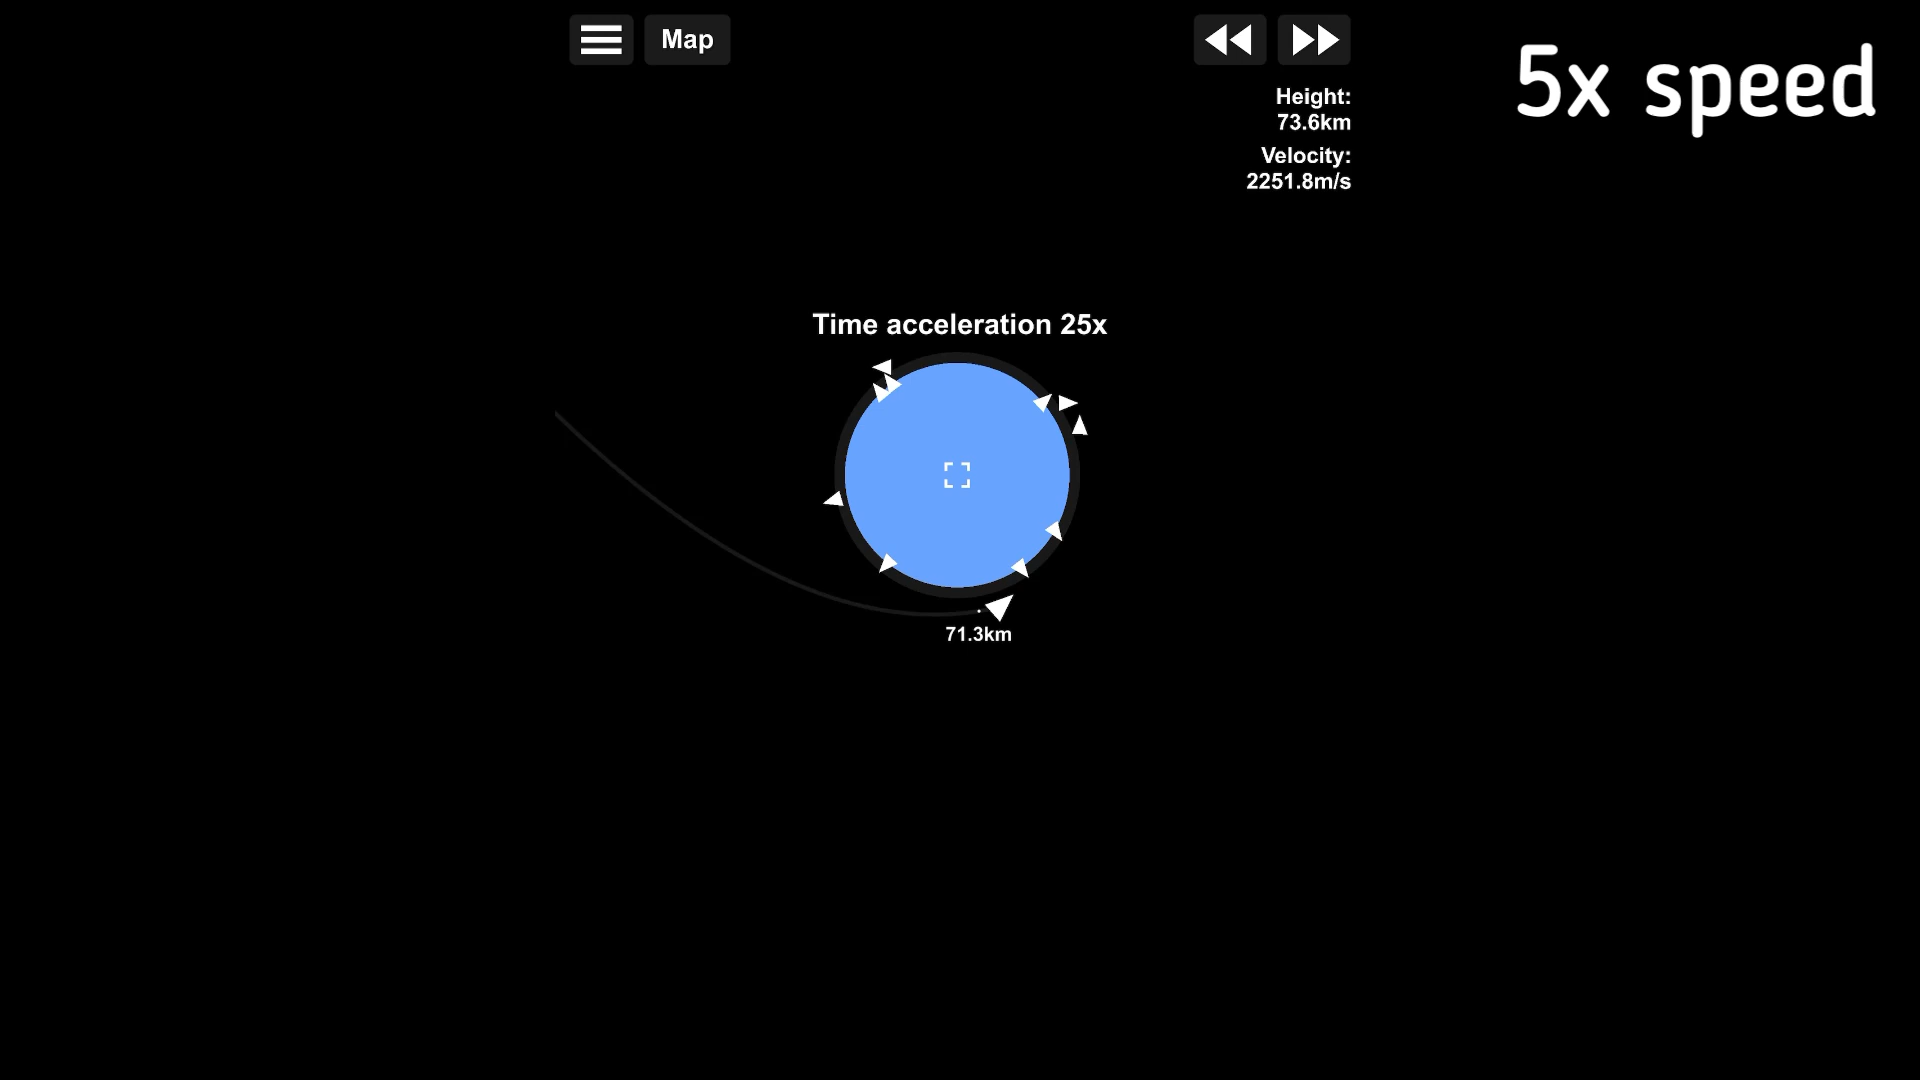 Map
5x speed
Height:
73.6km
Velocity:
2251.8m/s
Time acceleration 25x
71.3km